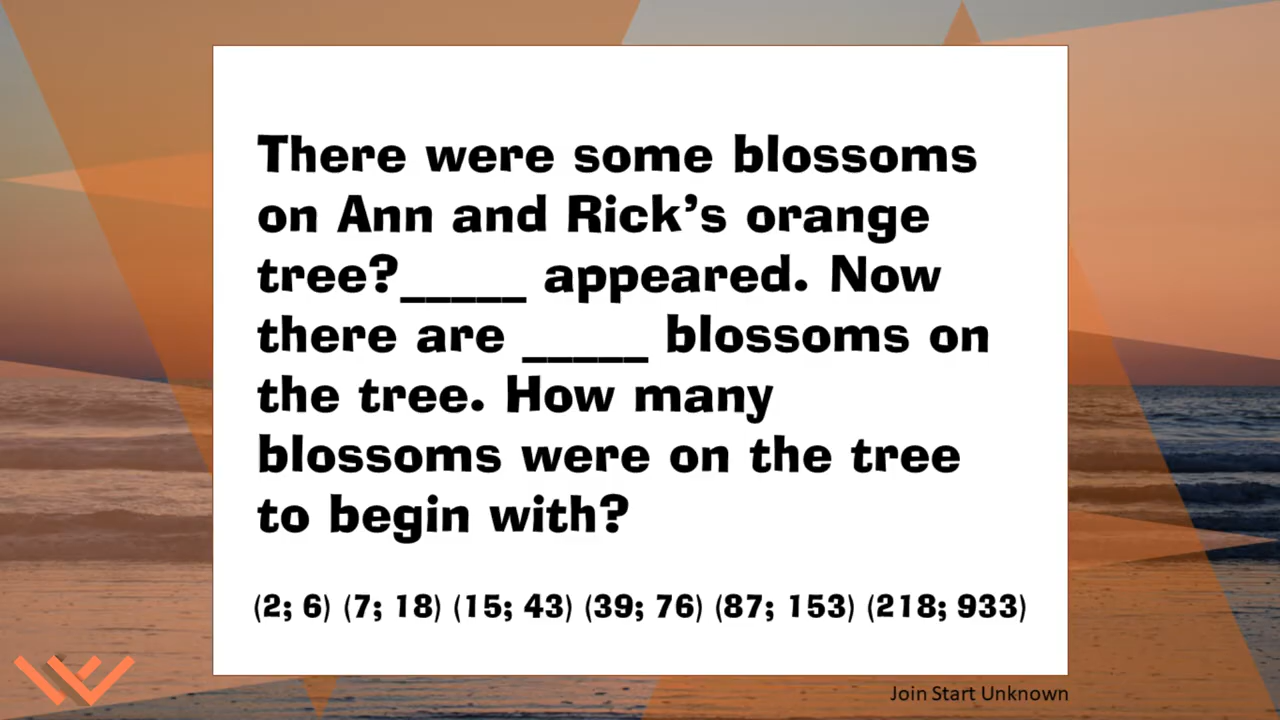 There were some blossoms
on Ann and Rick's orange
tree?_____ appeared. Now
there are _____ blossoms on
the tree. How many
blossoms were on the tree
to begin with?
(2; 6) (7; 18) (15; 43) (39; 76) (87; 153) (218; 933)
Join Start Unknown